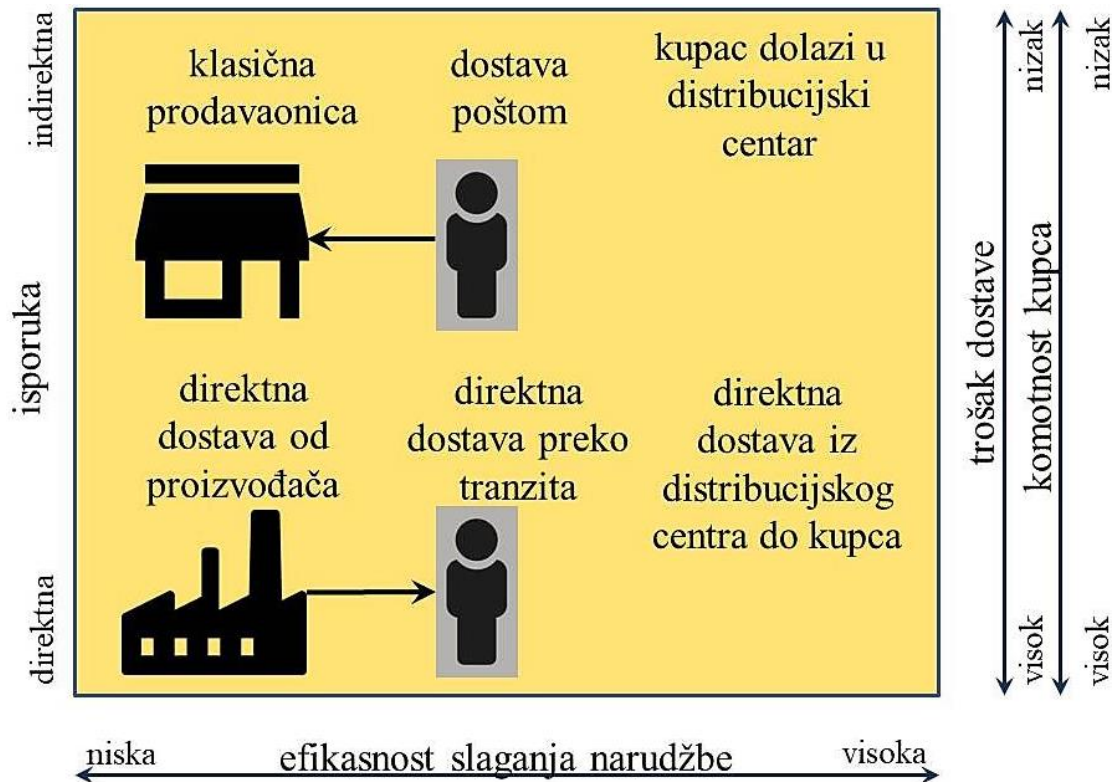 indirektna
isporuka
direktna
klasična
prodavaonica
dostava
poštom
kupac dolazi u
distribucijski
centar
direktna
dostava od
proizvođača
direktna
dostava preko
tranzita
direktna
dostava iz
distribucijskog
centra do kupca
trošak dostave
nizak
visok
komotnost kupca
nizak
visok
niska
efikasnost slaganja narudžbe
visoka